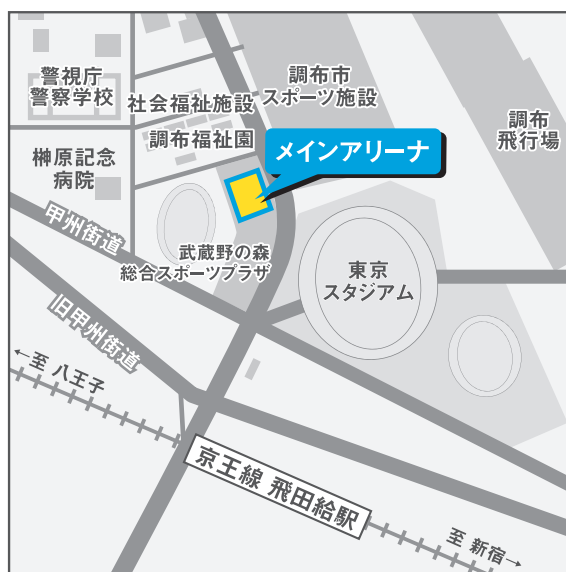 警視庁
警察学校
社会福祉施設
調布市
スポーツ施設
調布
飛行場
調布福祉園
メインアリーナ
榊原記念
病院
甲州街道
武蔵野の森
総合スポーツプラザ
東京
スタジアム
旧甲州街道
←至 八王子
京王線 飛田給駅
至 新宿→